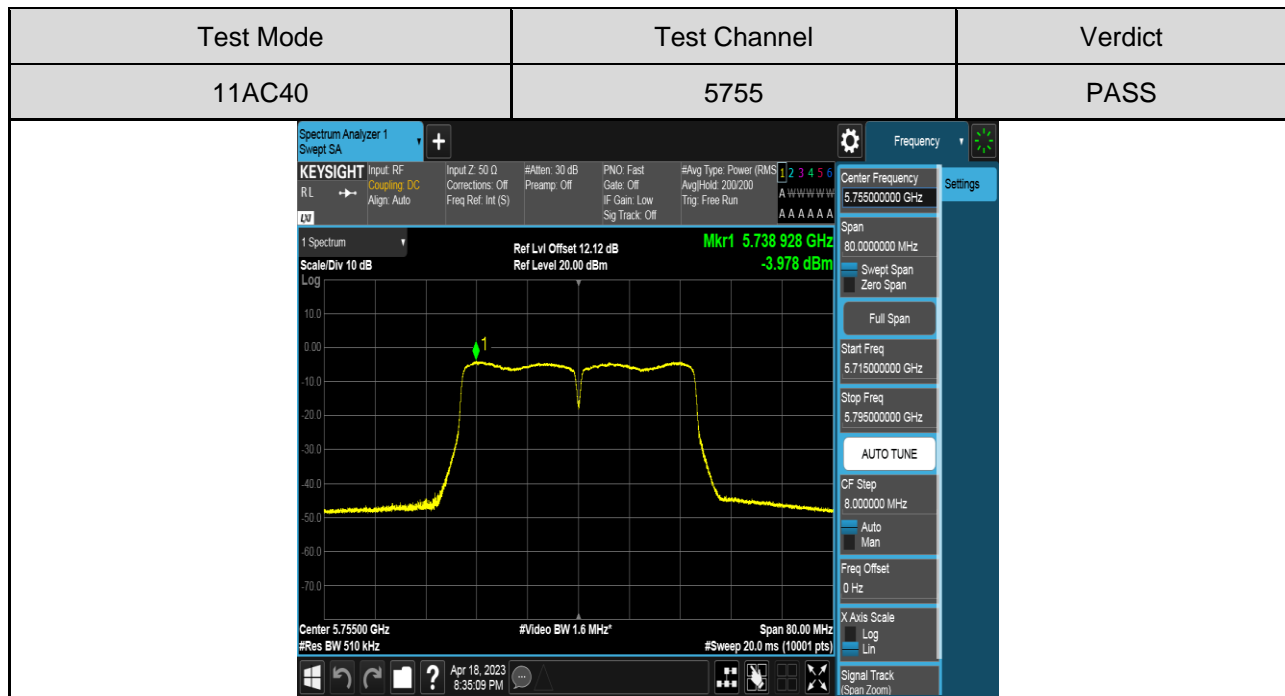 Test Mode Test Channel Verdict
11AC40 5755 PASS
Spectrum Analyzer 1
Swept SA
+
Frequency
KEYSIGHT
RL
LXI
Input: RF
Coupling: DC
Align: Auto
Input Z: 50 Ω
Corrections: Off
Freq Ref: Int (S)
#Atten: 30 dB
Preamp: Off
PNO: Fast
Gate: Off
IF Gain: Low
Sig Track: Off
#Avg Type: Power (RMS
Avg|Hold: 200/200
Trig: Free Run
1 2 3 4 5 6
A W W W W W
A A A A A A
1 Spectrum
Scale/Div 10 dB
Log
Ref Lvl Offset 12.12 dB
Ref Level 20.00 dBm
Mkr1 5.738 928 GHz
-3.978 dBm
10.0
0.00
-10.0
-20.0
-30.0
-40.0
-50.0
-60.0
-70.0
1
Center 5.75500 GHz
#Res BW 510 kHz
#Video BW 1.6 MHz*
Span 80.00 MHz
#Sweep 20.0 ms (10001 pts)
?
Apr 18, 2023
8:35:09 PM
Center Frequency
5.755000000 GHz
Settings
Span
80.0000000 MHz
Swept Span
Zero Span
Full Span
Start Freq
5.715000000 GHz
Stop Freq
5.795000000 GHz
AUTO TUNE
CF Step
8.000000 MHz
Auto
Man
Freq Offset
0 Hz
X Axis Scale
Log
Lin
Signal Track
(Span Zoom)